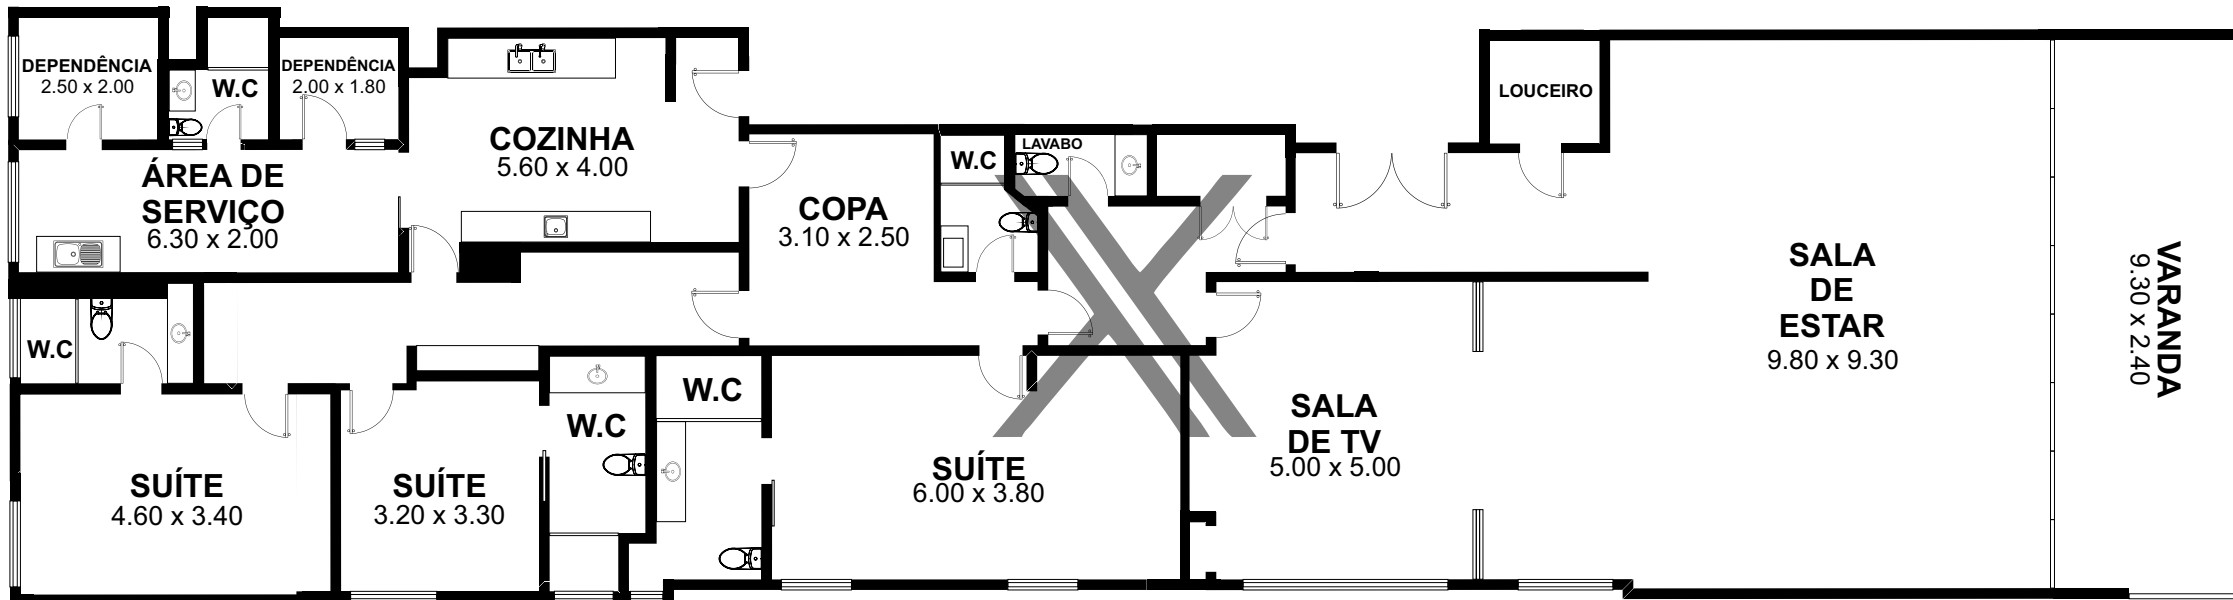 DEPENDÊNCIA
2.50 x 2.00
W.C
DEPENDÊNCIA
2.00 x 1.80
COZINHA
5.60 x 4.00
ÁREA DE
SERVIÇO
6.30 x 2.00
COPA
3.10 x 2.50
W.C
LAVABO
LOUCEIRO
SALA
DE
ESTAR
9.80 x 9.30
VARANDA
9.30 x 2.40
W.C
SUÍTE
4.60 x 3.40
SUÍTE
3.20 x 3.30
W.C
W.C
SUÍTE
6.00 x 3.80
SALA
DE TV
5.00 x 5.00